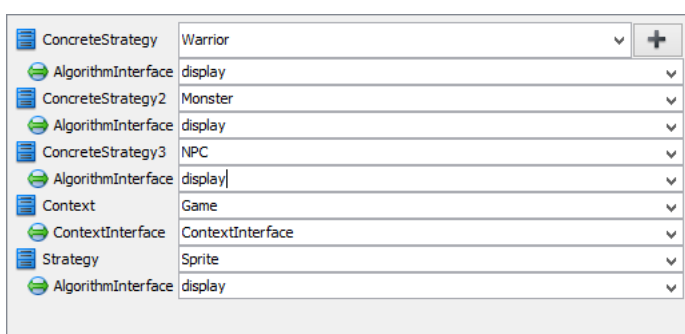 ConcreteStrategy Warrior
AlgorithmInterface display
ConcreteStrategy2 Monster
AlgorithmInterface display
ConcreteStrategy3 NPC
AlgorithmInterface display
Context Game
ContextInterface ContextInterface
Strategy Sprite
AlgorithmInterface display